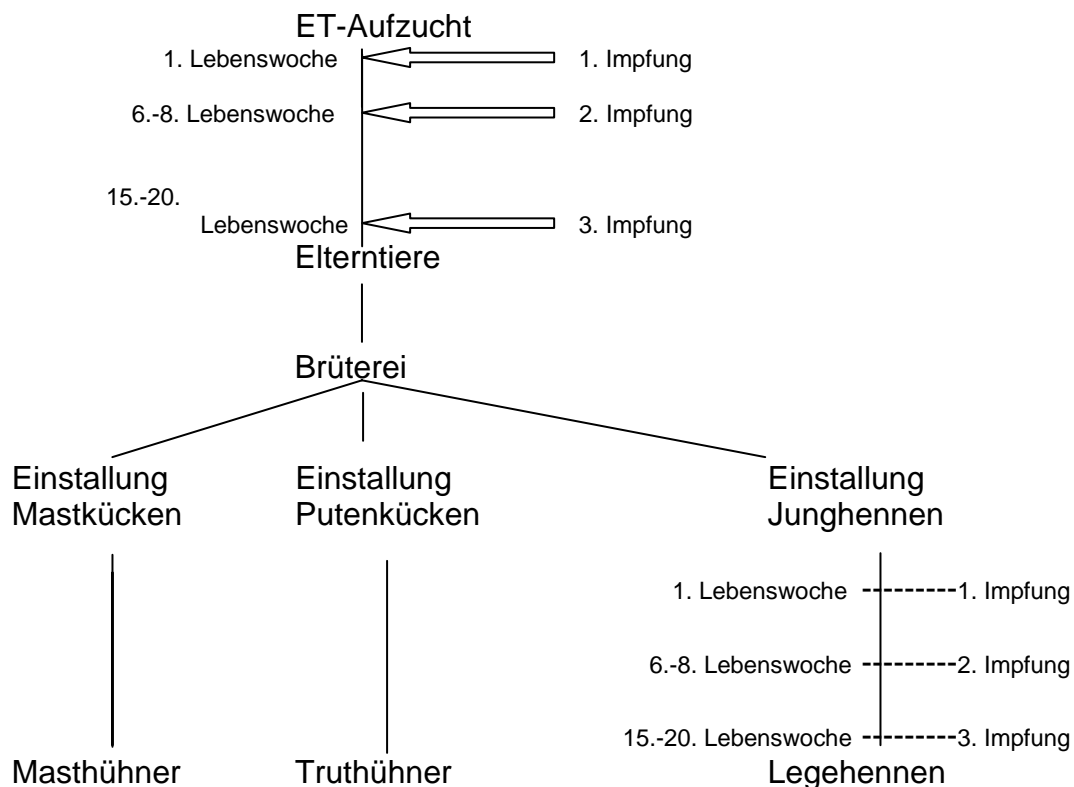 ET-Aufzucht
1. Lebenswoche 1. Impfung
6.-8. Lebenswoche 2. Impfung
15.-20.
Lebenswoche 3. Impfung
Elterntiere
Brüterei
Einstallung Einstallung Einstallung
Mastkücken Putenkücken Junghennen
1. Lebenswoche 1. Impfung
6.-8. Lebenswoche 2. Impfung
15.-20. Lebenswoche 3. Impfung
Masthühner Truthühner Legehennen